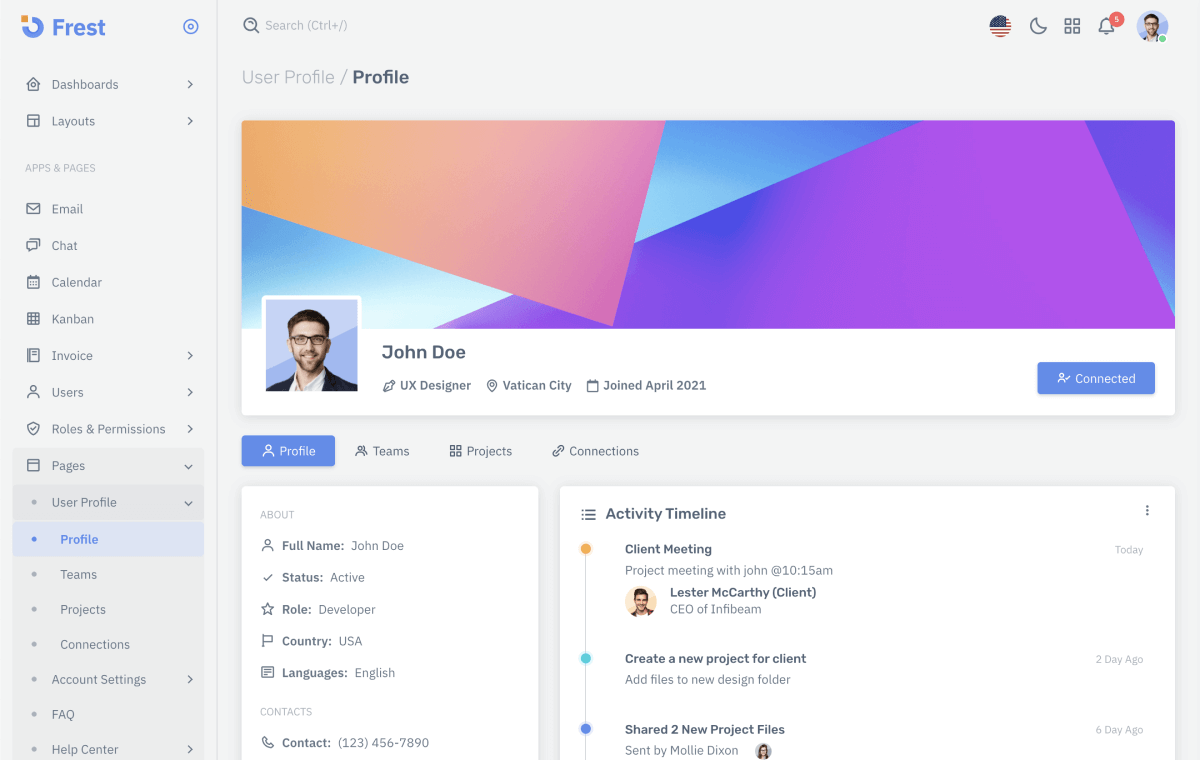 Frest
Search (Ctrl+/)
5
Dashboards
Layouts
APPS & PAGES
Email
Chat
Calendar
Kanban
Invoice
Users
Roles & Permissions
Pages
User Profile
Profile
Teams
Projects
Connections
Account Settings
FAQ
Help Center
User Profile / Profile
John Doe
UX Designer Vatican City Joined April 2021
Connected
Profile Teams Projects Connections
ABOUT
Full Name: John Doe
Status: Active
Role: Developer
Country: USA
Languages: English
CONTACTS
Contact: (123) 456-7890
Activity Timeline
Client Meeting Today
Project meeting with john @10:15am
Lester McCarthy (Client)
CEO of Infibeam
Create a new project for client 2 Day Ago
Add files to new design folder
Shared 2 New Project Files 6 Day Ago
Sent by Mollie Dixon